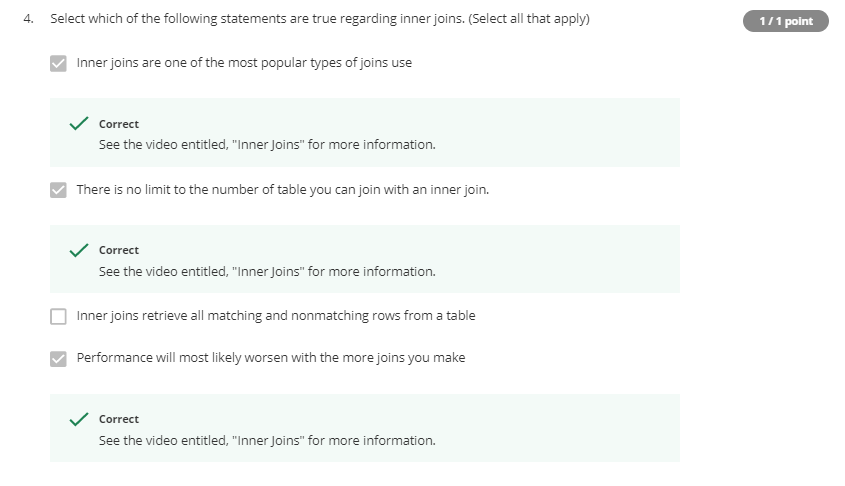 4. Select which of the following statements are true regarding inner joins. (Select all that apply)
1 / 1 point
Inner joins are one of the most popular types of joins use
Correct
See the video entitled, "Inner Joins" for more information.
There is no limit to the number of table you can join with an inner join.
Correct
See the video entitled, "Inner Joins" for more information.
Inner joins retrieve all matching and nonmatching rows from a table
Performance will most likely worsen with the more joins you make
Correct
See the video entitled, "Inner Joins" for more information.